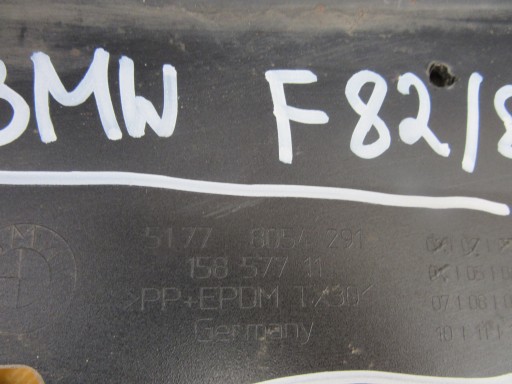 BMW F82/8
5177 8054 291
158 577 11
>PP+EPDM TX30<
Germany